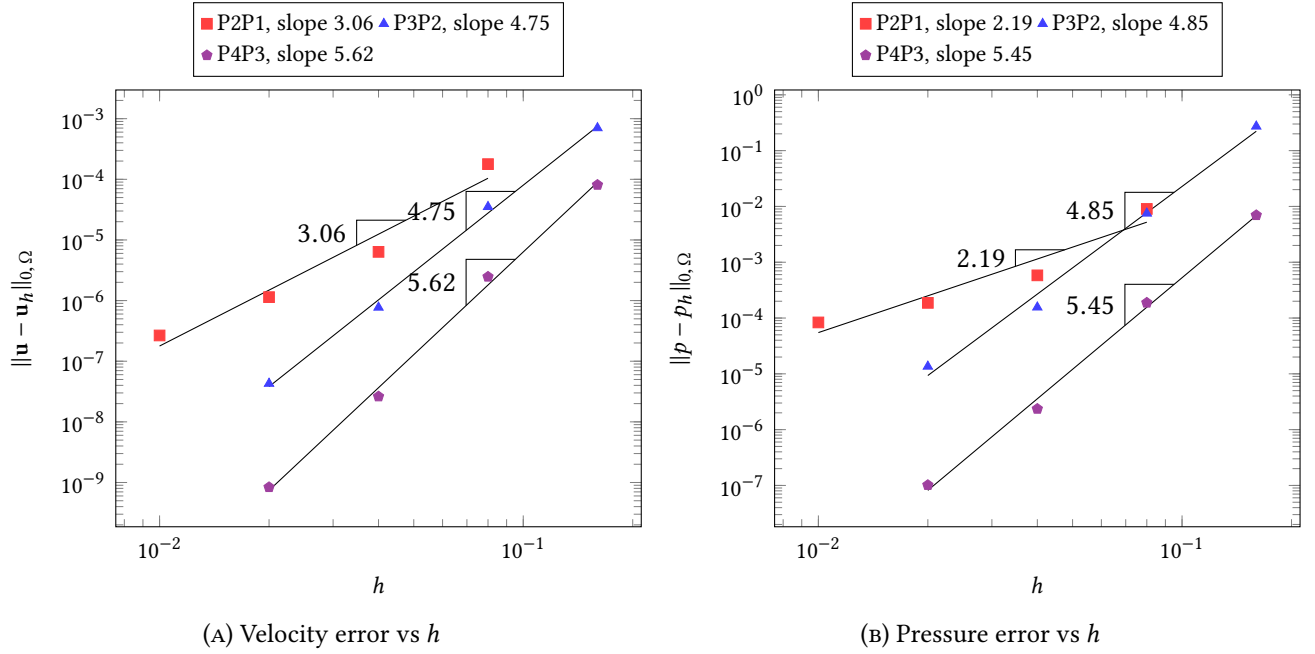 P2P1, slope 3.06 P3P2, slope 4.75
P4P3, slope 5.62
10⁻³
10⁻⁴
10⁻⁵
10⁻⁶
10⁻⁷
10⁻⁸
10⁻⁹
‖u − u_h‖_{0,Ω}
3.06
4.75
5.62
10⁻²
10⁻¹
h
(A) Velocity error vs h
P2P1, slope 2.19 P3P2, slope 4.85
P4P3, slope 5.45
10⁰
10⁻¹
10⁻²
10⁻³
10⁻⁴
10⁻⁵
10⁻⁶
10⁻⁷
‖p − p_h‖_{0,Ω}
4.85
2.19
5.45
10⁻²
10⁻¹
h
(B) Pressure error vs h